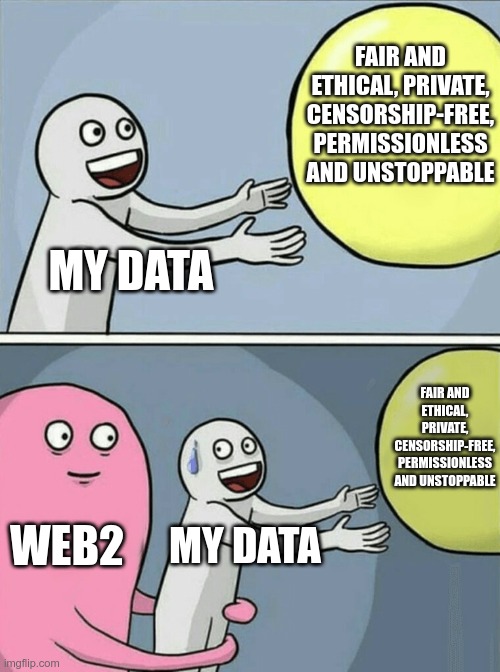 FAIR AND
ETHICAL, PRIVATE,
CENSORSHIP-FREE,
PERMISSIONLESS
AND UNSTOPPABLE
MY DATA
FAIR AND
ETHICAL,
PRIVATE,
CENSORSHIP-FREE,
PERMISSIONLESS
AND UNSTOPPABLE
WEB2
MY DATA
imgflip.com